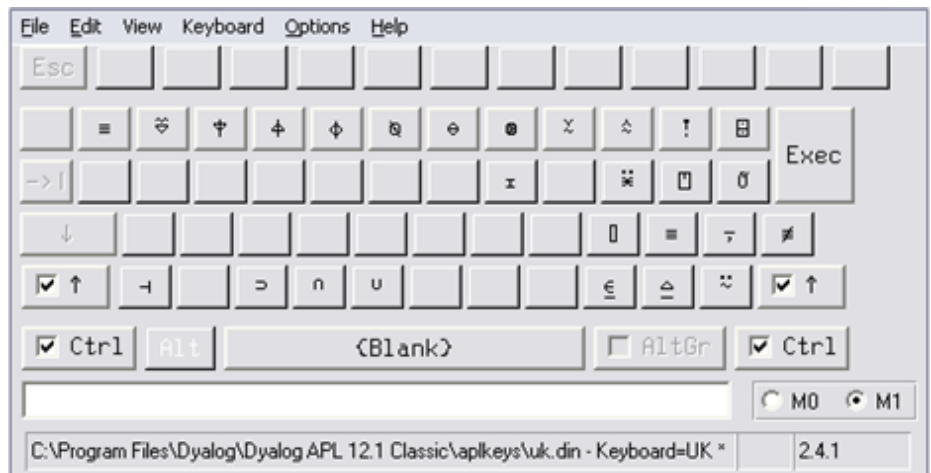 File Edit View Keyboard Options Help
Esc
≡ ⍱ ⍒ ⍋ ⌽ ⍉ ⊖ ⍟ ⌹
Exec
->| ⌶ ⍞
↓ ⌷ ≡ ⍪ ≢
↑ ⊣ ⊃ ∩ ∪ ⍷ ⍙ ⍨ ↑
Ctrl Alt {Blank} AltGr Ctrl
M0 M1
C:\Program Files\Dyalog\Dyalog APL 12.1 Classic\aplkeys\uk.din - Keyboard=UK * 2.4.1